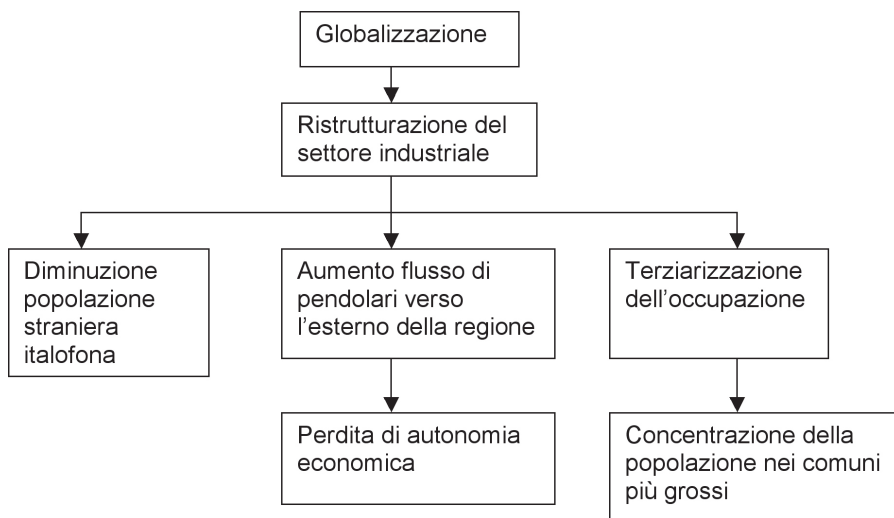 Globalizzazione
Ristrutturazione del
settore industriale
Diminuzione
popolazione
straniera
italofona
Aumento flusso di
pendolari verso
l'esterno della regione
Terziarizzazione
dell'occupazione
Perdita di autonomia
economica
Concentrazione della
popolazione nei comuni
più grossi